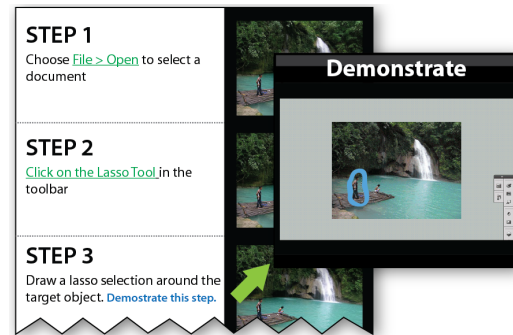 STEP 1
Choose File > Open to select a
document
STEP 2
Click on the Lasso Tool in the
toolbar
STEP 3
Draw a lasso selection around the
target object. Demostrate this step.
Demonstrate